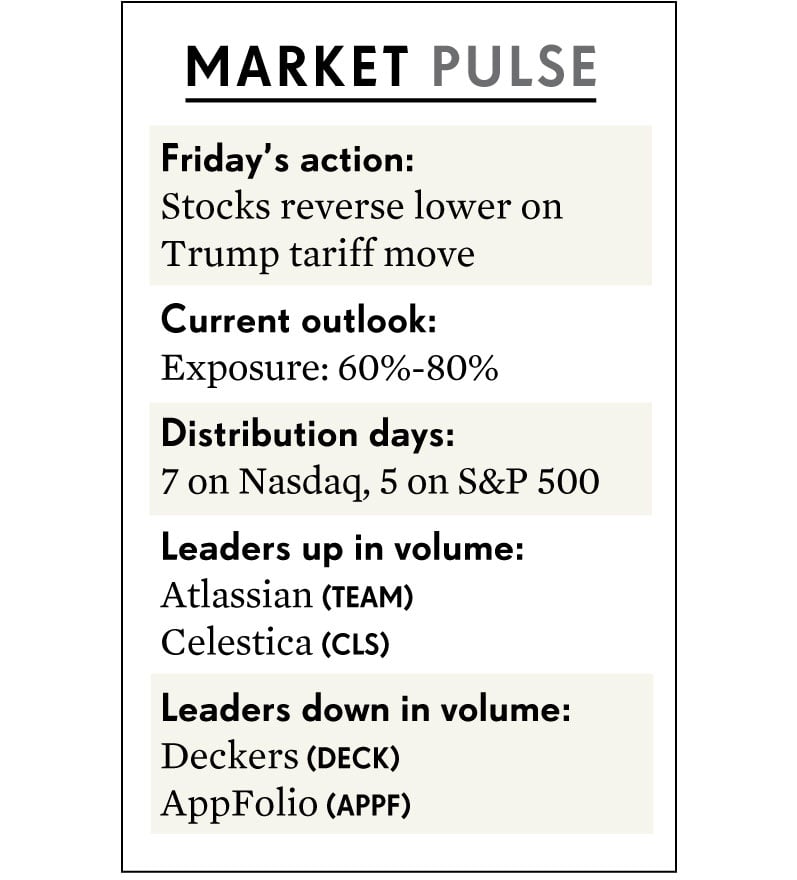 MARKET PULSE
Friday’s action:
Stocks reverse lower on
Trump tariff move
Current outlook:
Exposure: 60%-80%
Distribution days:
7 on Nasdaq, 5 on S&P 500
Leaders up in volume:
Atlassian (TEAM)
Celestica (CLS)
Leaders down in volume:
Deckers (DECK)
AppFolio (APPF)